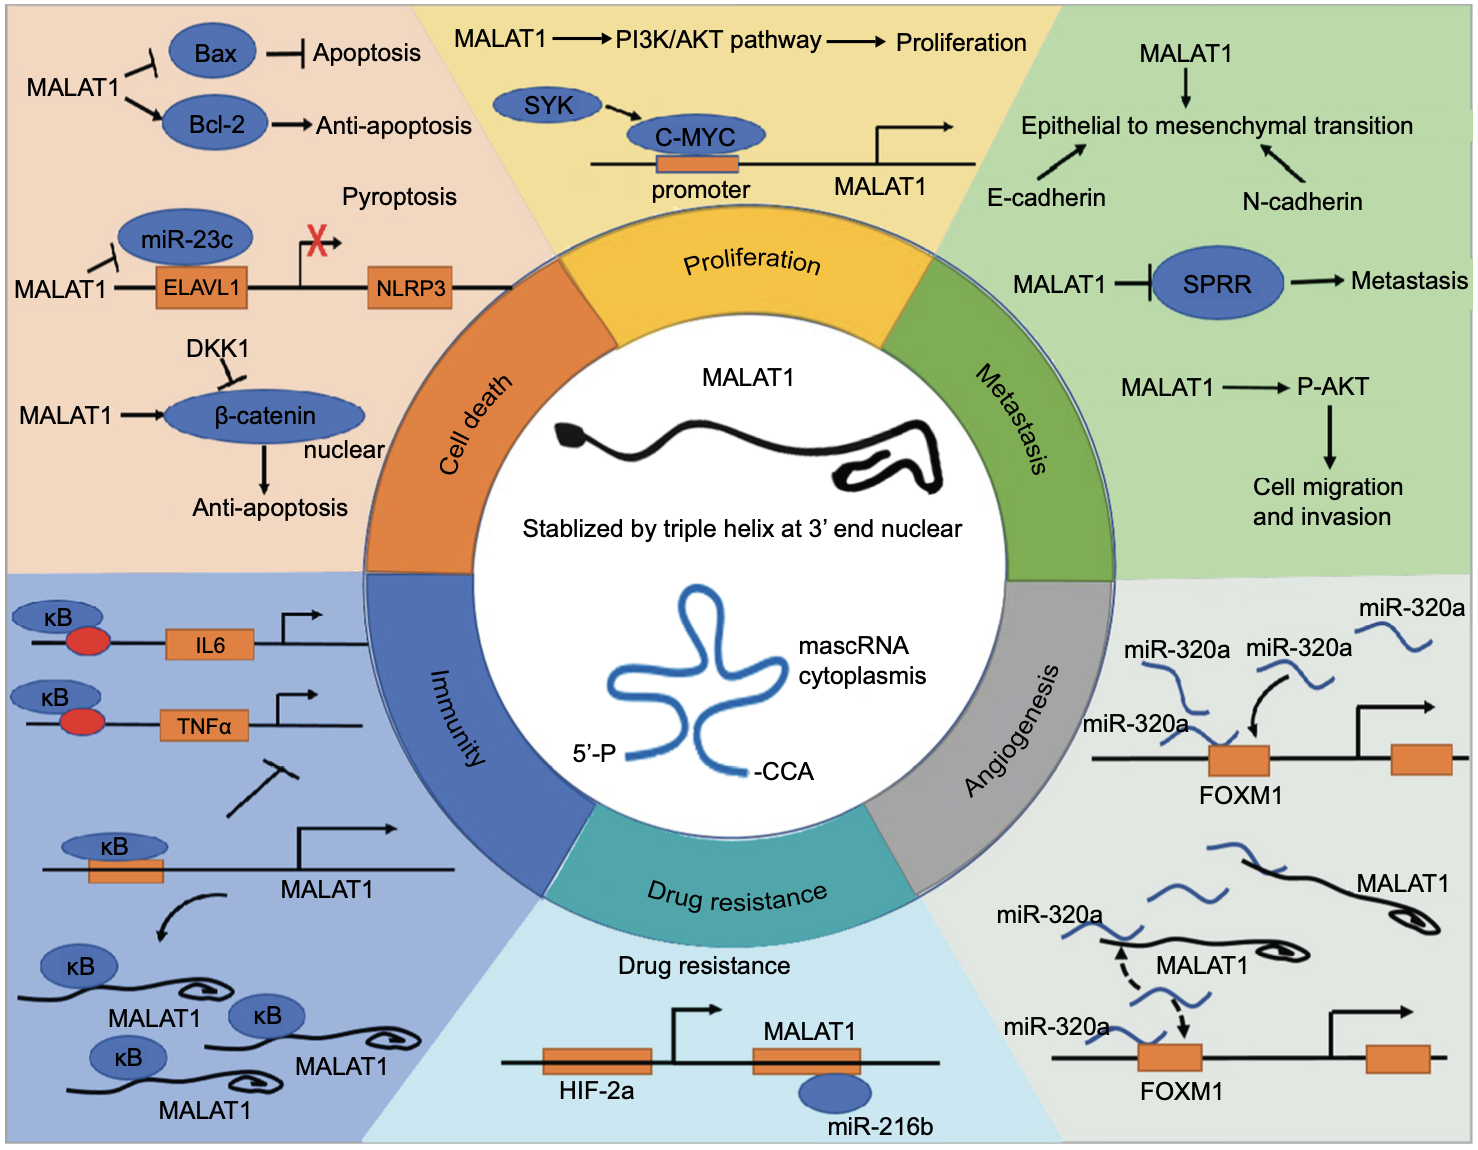 Bax
Apoptosis
MALAT1
Bcl-2
Anti-apoptosis
Pyroptosis
miR-23c
MALAT1
ELAVL1
NLRP3
DKK1
MALAT1
β-catenin
nuclear
Anti-apoptosis
MALAT1
PI3K/AKT pathway
Proliferation
SYK
C-MYC
promoter
MALAT1
MALAT1
Epithelial to mesenchymal transition
E-cadherin
N-cadherin
MALAT1
SPRR
Metastasis
MALAT1
P-AKT
Cell migration
and invasion
Proliferation
Cell death
Metastasis
Immunity
Angiogenesis
Drug resistance
MALAT1
Stablized by triple helix at 3’ end nuclear
mascRNA
cytoplasmis
5’-P
-CCA
κB
IL6
κB
TNFα
κB
MALAT1
κB
MALAT1
κB
MALAT1
κB
MALAT1
Drug resistance
MALAT1
HIF-2a
miR-216b
miR-320a
miR-320a
miR-320a
miR-320a
FOXM1
MALAT1
miR-320a
MALAT1
miR-320a
FOXM1